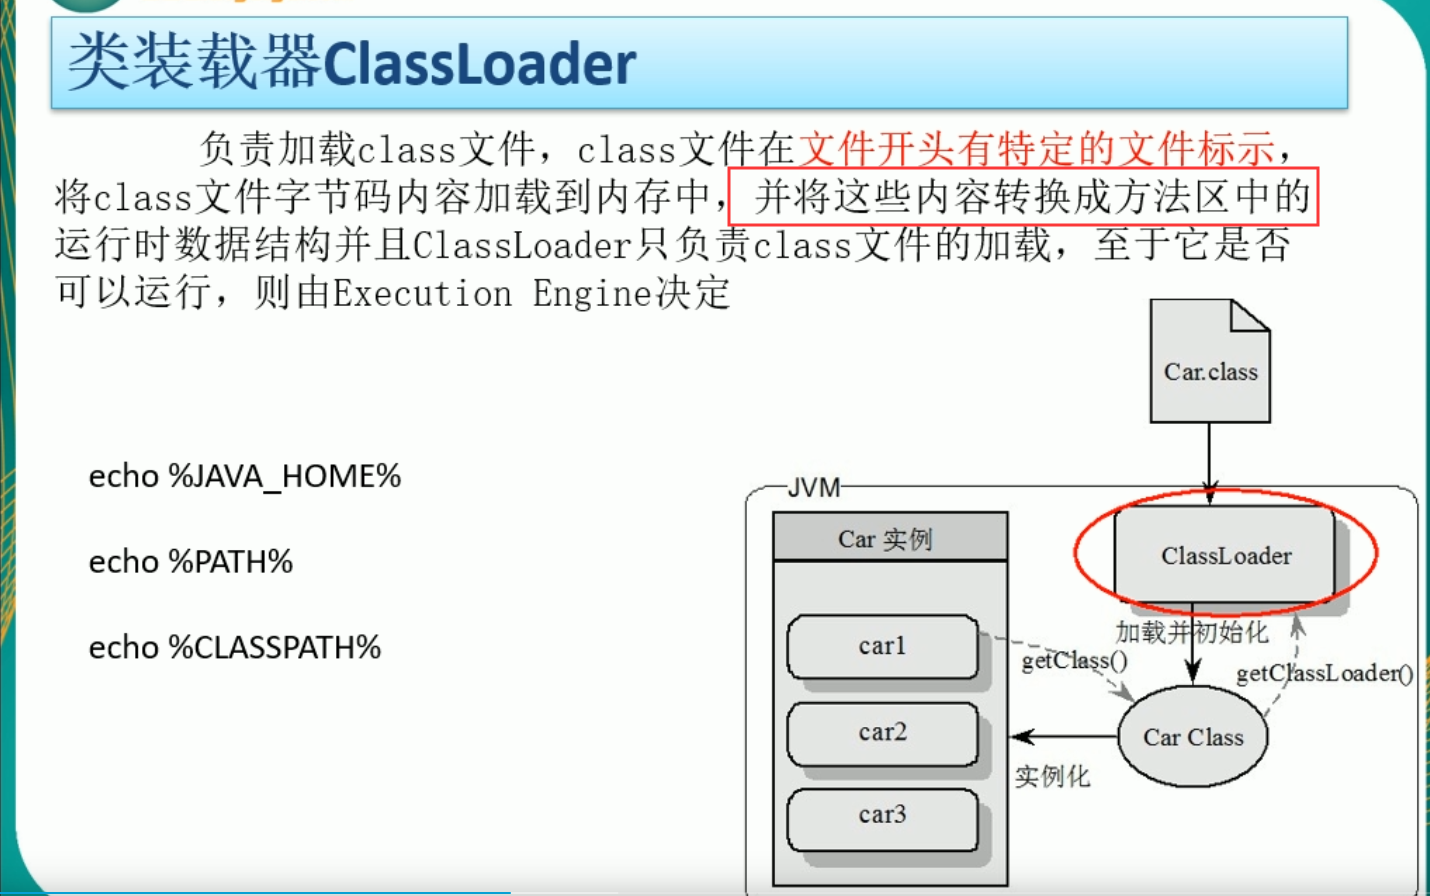 类装载器ClassLoader
负责加载class文件，class文件在文件开头有特定的文件标示，
将class文件字节码内容加载到内存中，并将这些内容转换成方法区中的
运行时数据结构并且ClassLoader只负责class文件的加载，至于它是否
可以运行，则由Execution Engine决定
Car.class
echo %JAVA_HOME%
echo %PATH%
echo %CLASSPATH%
JVM
Car 实例
ClassLoader
加载并初始化
car1
getClass()
getClassLoader()
car2
Car Class
实例化
car3